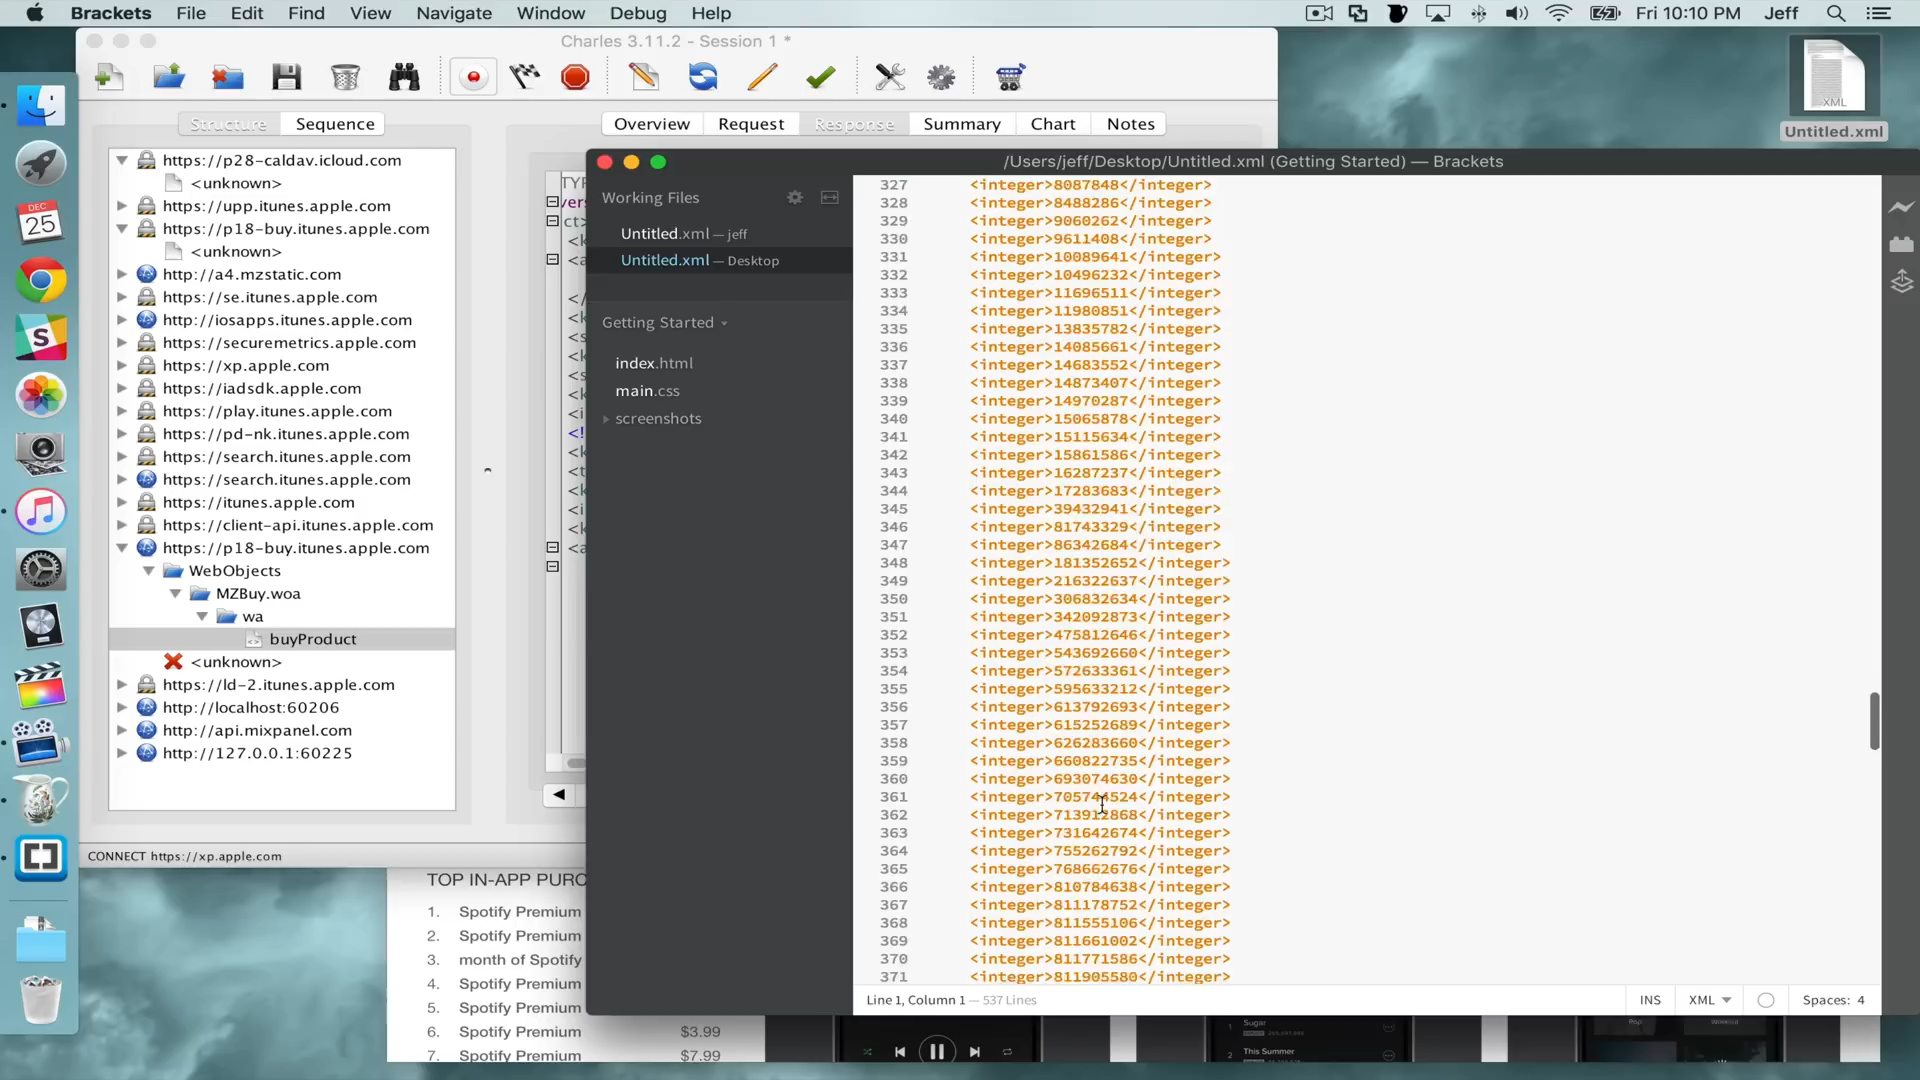 Brackets File Edit Find View Navigate Window Debug Help Fri 10:10 PM Jeff
Charles 3.11.2 - Session 1 *
XML
Untitled.xml
Structure Sequence
Overview Request Response Summary Chart Notes
https://p28-caldav.icloud.com
<unknown>
https://upp.itunes.apple.com
https://p18-buy.itunes.apple.com
<unknown>
http://a4.mzstatic.com
https://se.itunes.apple.com
http://iosapps.itunes.apple.com
https://securemetrics.apple.com
https://xp.apple.com
https://iadsdk.apple.com
https://play.itunes.apple.com
https://pd-nk.itunes.apple.com
https://search.itunes.apple.com
http://search.itunes.apple.com
https://itunes.apple.com
https://client-api.itunes.apple.com
https://p18-buy.itunes.apple.com
WebObjects
MZBuy.woa
wa
buyProduct
<unknown>
https://ld-2.itunes.apple.com
http://localhost:60206
http://api.mixpanel.com
http://127.0.0.1:60225
CONNECT https://xp.apple.com
DEC
25
/Users/jeff/Desktop/Untitled.xml (Getting Started) — Brackets
Working Files
Untitled.xml — jeff
Untitled.xml — Desktop
Getting Started
index.html
main.css
screenshots
327 <integer>8087848</integer>
328 <integer>8488286</integer>
329 <integer>9060262</integer>
330 <integer>9611408</integer>
331 <integer>10089641</integer>
332 <integer>10496232</integer>
333 <integer>11696511</integer>
334 <integer>11980851</integer>
335 <integer>13835782</integer>
336 <integer>14085661</integer>
337 <integer>14683552</integer>
338 <integer>14873407</integer>
339 <integer>14970287</integer>
340 <integer>15065878</integer>
341 <integer>15115634</integer>
342 <integer>15861586</integer>
343 <integer>16287237</integer>
344 <integer>17283683</integer>
345 <integer>39432941</integer>
346 <integer>81743329</integer>
347 <integer>86342684</integer>
348 <integer>181352652</integer>
349 <integer>216322637</integer>
350 <integer>306832634</integer>
351 <integer>342092873</integer>
352 <integer>475812646</integer>
353 <integer>543692660</integer>
354 <integer>572633361</integer>
355 <integer>595633212</integer>
356 <integer>613792693</integer>
357 <integer>615252689</integer>
358 <integer>626283660</integer>
359 <integer>660822735</integer>
360 <integer>693074630</integer>
361 <integer>705744524</integer>
362 <integer>713912868</integer>
363 <integer>731642674</integer>
364 <integer>755262792</integer>
365 <integer>768662676</integer>
366 <integer>810784638</integer>
367 <integer>811178752</integer>
368 <integer>811555106</integer>
369 <integer>811661002</integer>
370 <integer>811771586</integer>
371 <integer>811905580</integer>
Line 1, Column 1 — 537 Lines INS XML Spaces: 4
TOP IN-APP PURC
1. Spotify Premium
2. Spotify Premium
3. month of Spotify
4. Spotify Premium
5. Spotify Premium
6. Spotify Premium $3.99
7. Spotify Premium $7.99
1 Sugar
2 This Summer